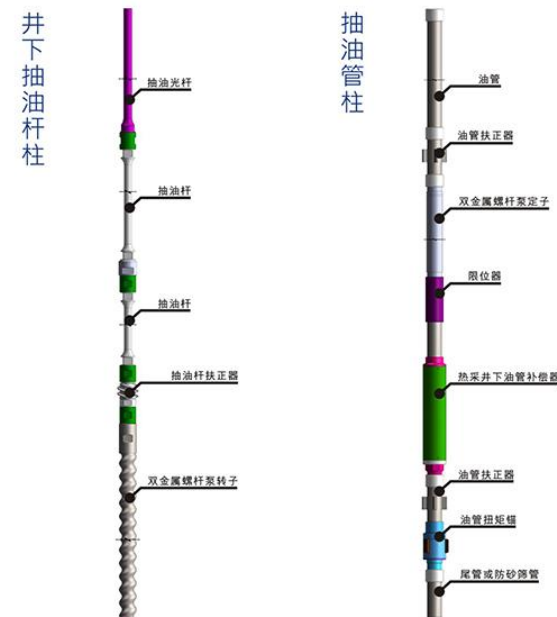 井下抽油杆柱
抽油光杆
抽油杆
抽油杆
抽油杆扶正器
双金属螺杆泵转子
抽油管柱
油管
油管扶正器
双金属螺杆泵定子
限位器
热采井下油管补偿器
油管扶正器
油管扭矩锚
尾管或防砂筛管